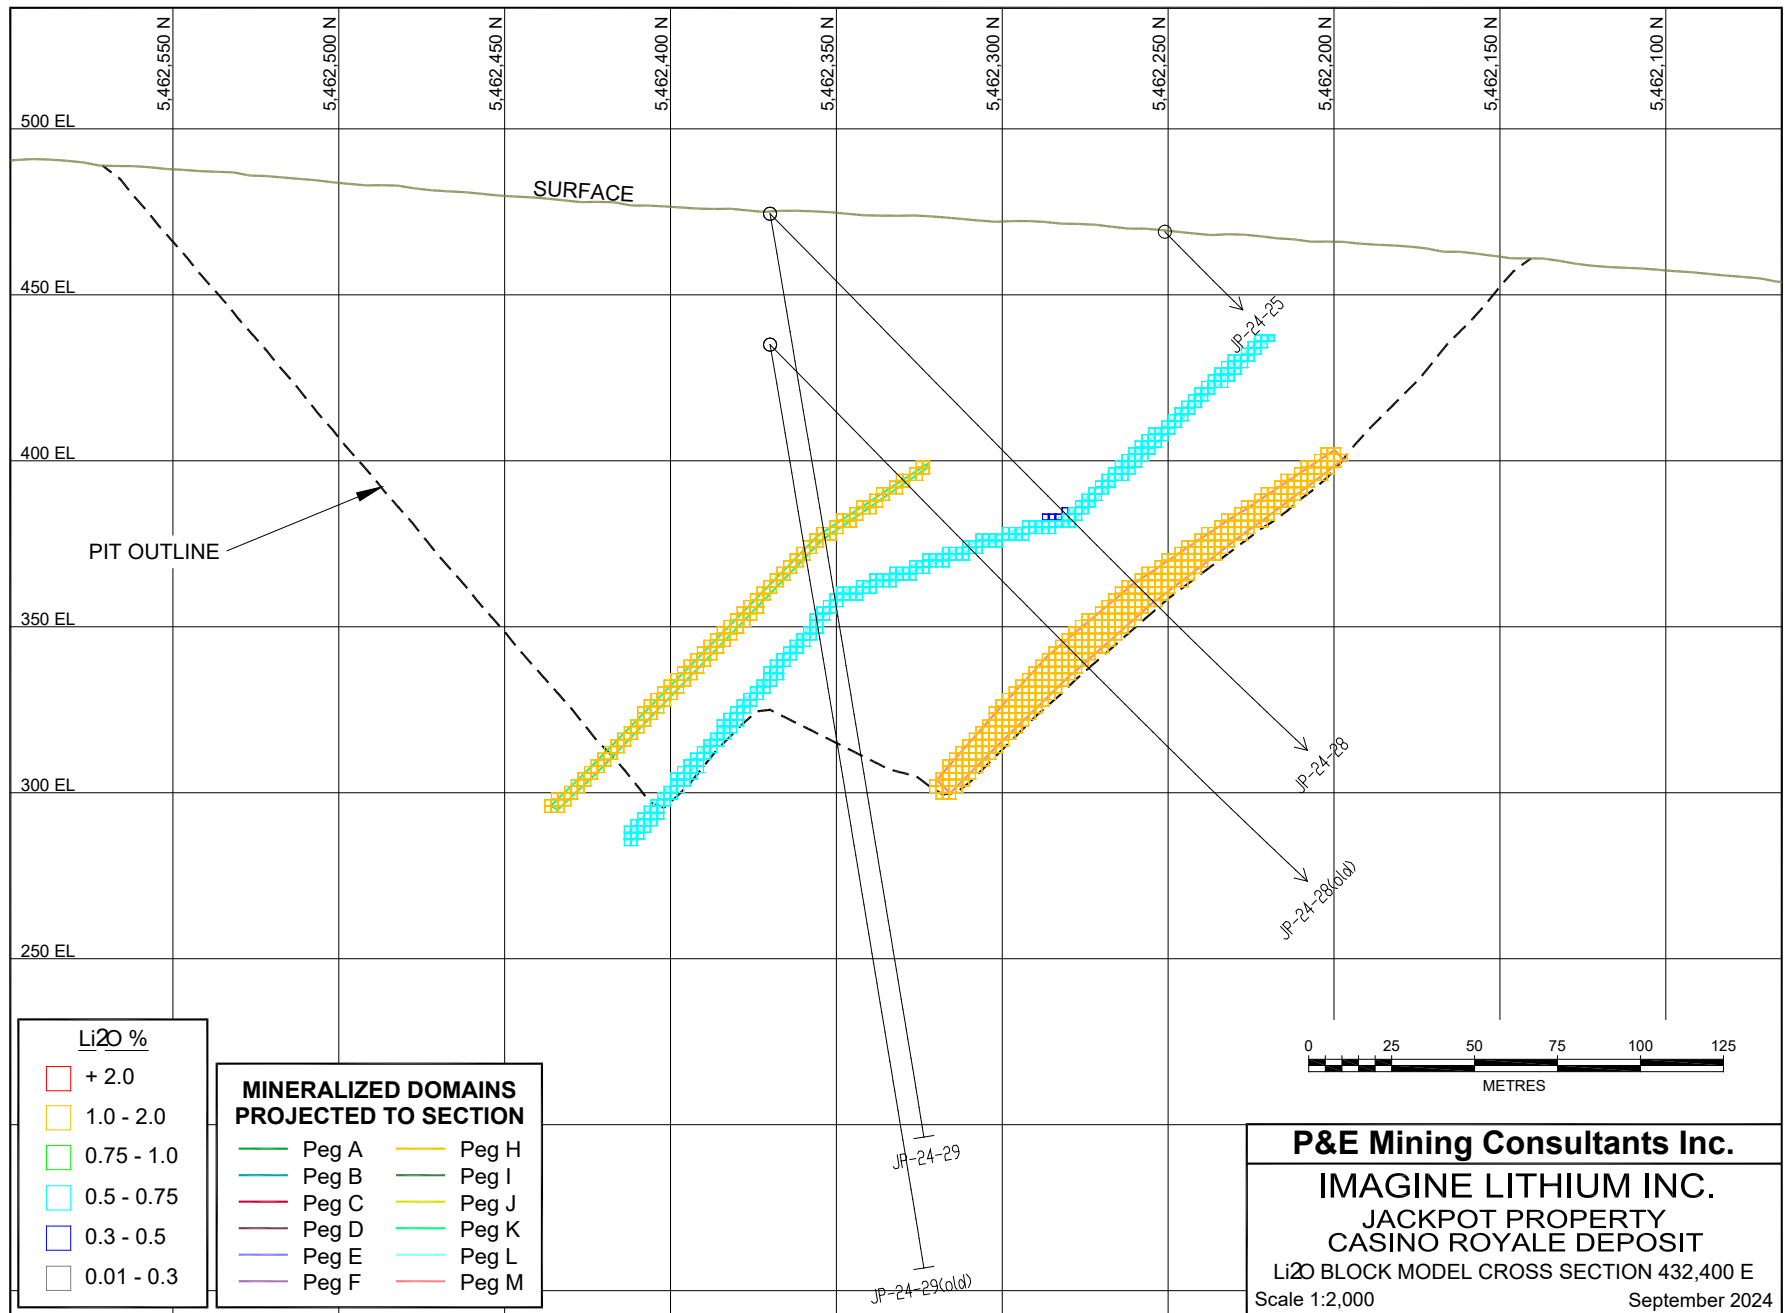 5,462,550 N
5,462,500 N
5,462,450 N
5,462,400 N
5,462,350 N
5,462,300 N
5,462,250 N
5,462,200 N
5,462,150 N
5,462,100 N
500 EL
SURFACE
450 EL
JP-24-25
400 EL
PIT OUTLINE
350 EL
JP-24-28
300 EL
JP-24-28(old)
250 EL
JP-24-29
JP-24-29(old)
Li2O %
+ 2.0
1.0 - 2.0
0.75 - 1.0
0.5 - 0.75
0.3 - 0.5
0.01 - 0.3
MINERALIZED DOMAINS
PROJECTED TO SECTION
Peg A
Peg B
Peg C
Peg D
Peg E
Peg F
Peg H
Peg I
Peg J
Peg K
Peg L
Peg M
0 25 50 75 100 125
METRES
P&E Mining Consultants Inc.
IMAGINE LITHIUM INC.
JACKPOT PROPERTY
CASINO ROYALE DEPOSIT
Li2O BLOCK MODEL CROSS SECTION 432,400 E
Scale 1:2,000 September 2024